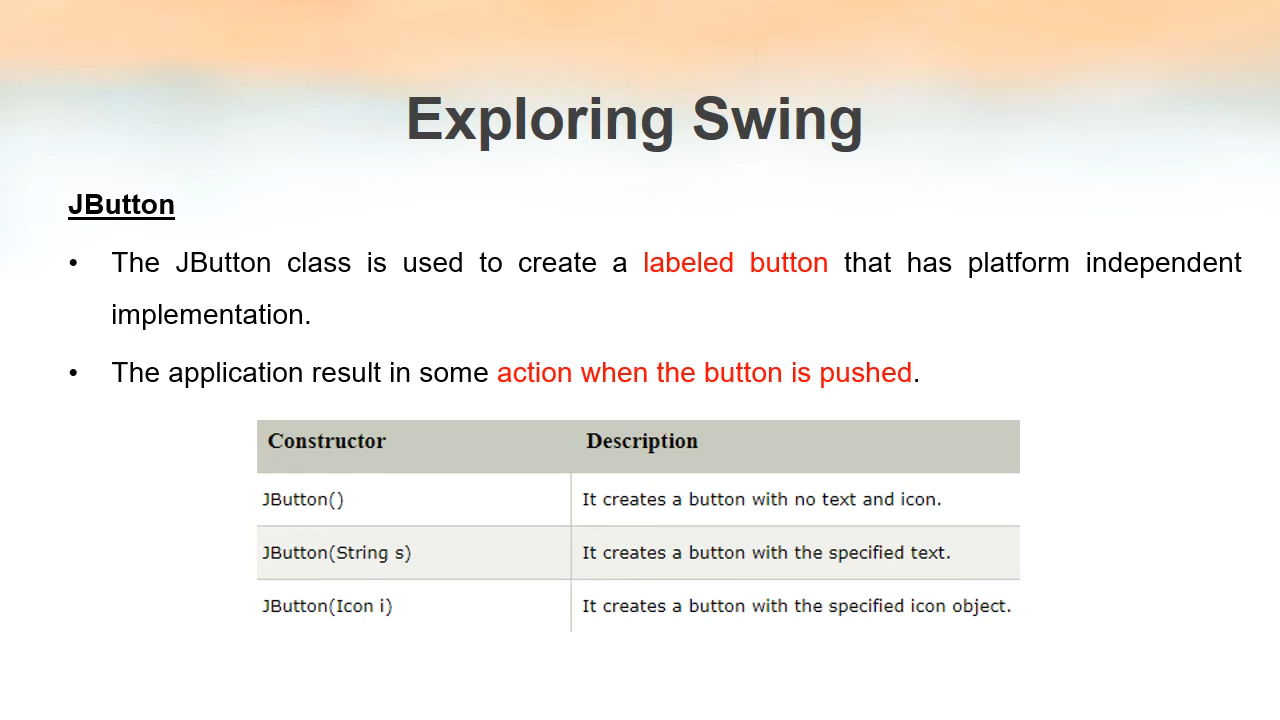 Exploring Swing
JButton
• The JButton class is used to create a labeled button that has platform independent
implementation.
• The application result in some action when the button is pushed.
Constructor Description
JButton() It creates a button with no text and icon.
JButton(String s) It creates a button with the specified text.
JButton(Icon i) It creates a button with the specified icon object.